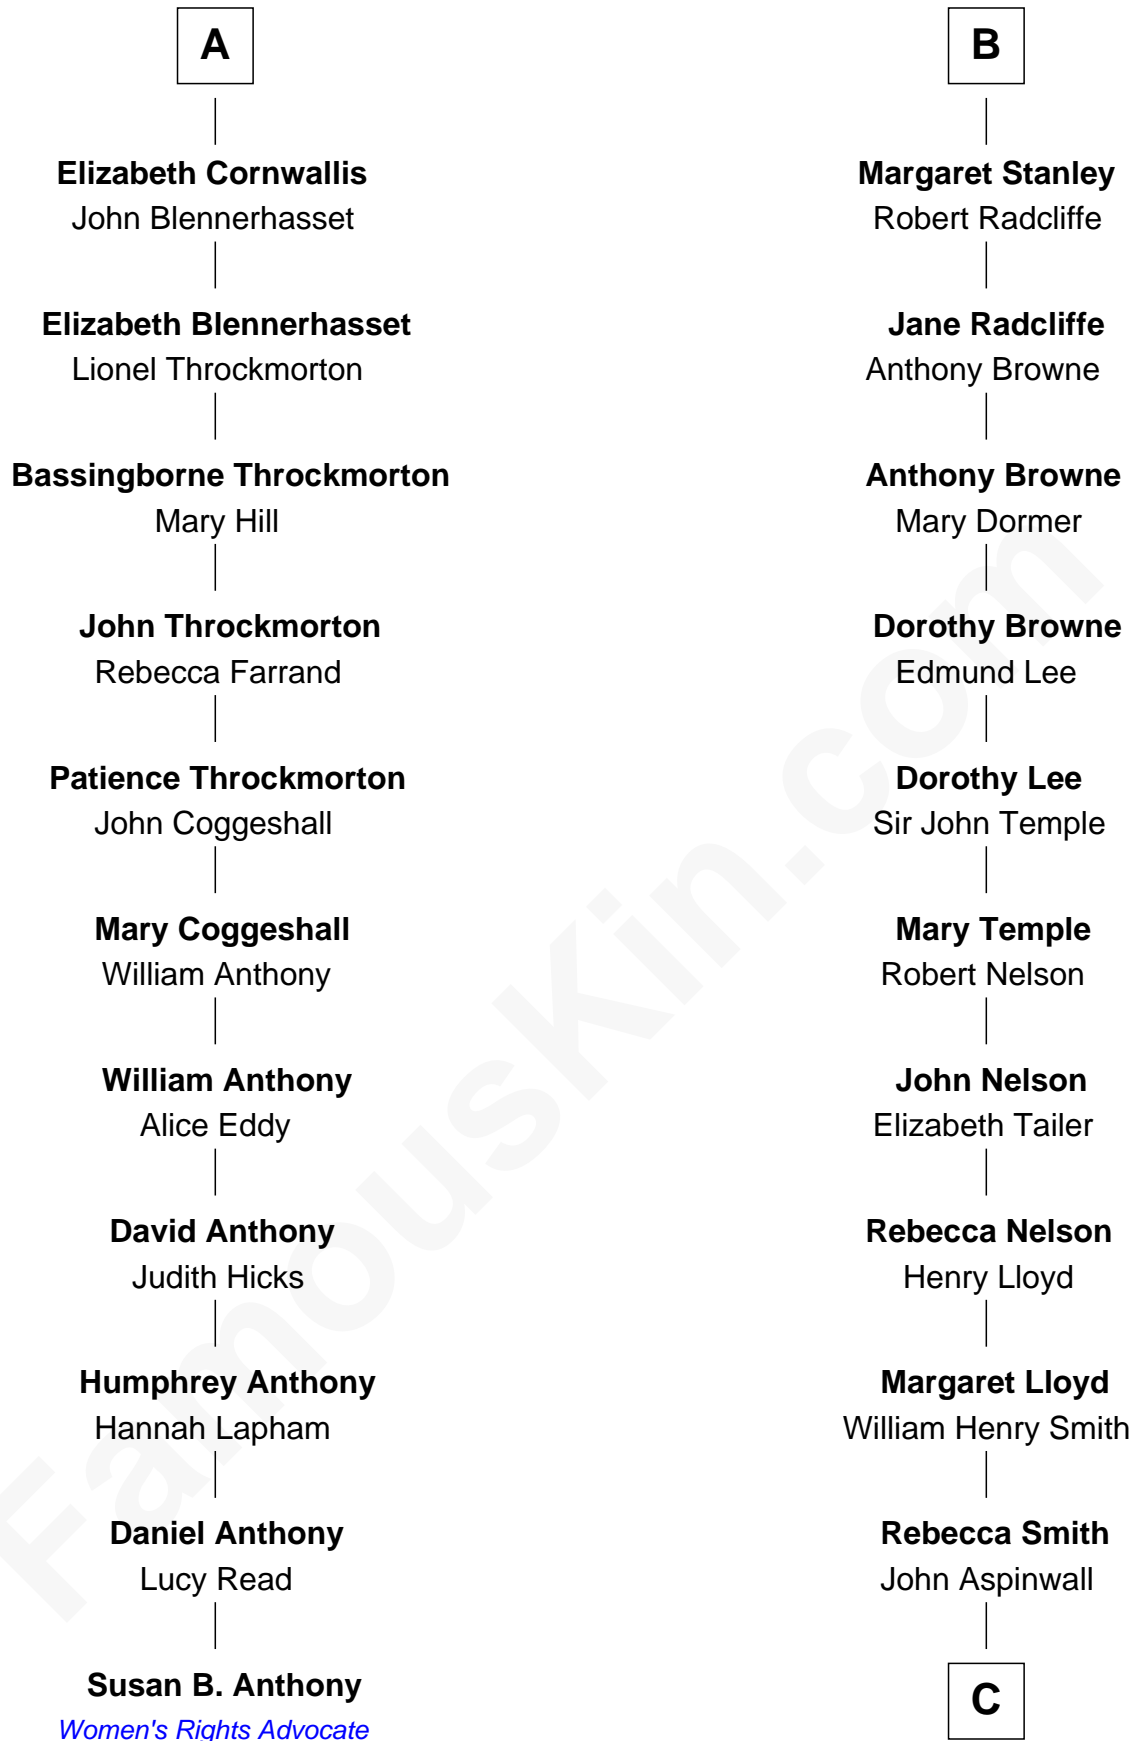 A
Elizabeth Cornwallis
John Blennerhasset
Elizabeth Blennerhasset
Lionel Throckmorton
Bassingborne Throckmorton
Mary Hill
John Throckmorton
Rebecca Farrand
Patience Throckmorton
John Coggeshall
Mary Coggeshall
William Anthony
William Anthony
Alice Eddy
David Anthony
Judith Hicks
Humphrey Anthony
Hannah Lapham
Daniel Anthony
Lucy Read
Susan B. Anthony
Women's Rights Advocate
B
Margaret Stanley
Robert Radcliffe
Jane Radcliffe
Anthony Browne
Anthony Browne
Mary Dormer
Dorothy Browne
Edmund Lee
Dorothy Lee
Sir John Temple
Mary Temple
Robert Nelson
John Nelson
Elizabeth Tailer
Rebecca Nelson
Henry Lloyd
Margaret Lloyd
William Henry Smith
Rebecca Smith
John Aspinwall
C
FamousKin.com